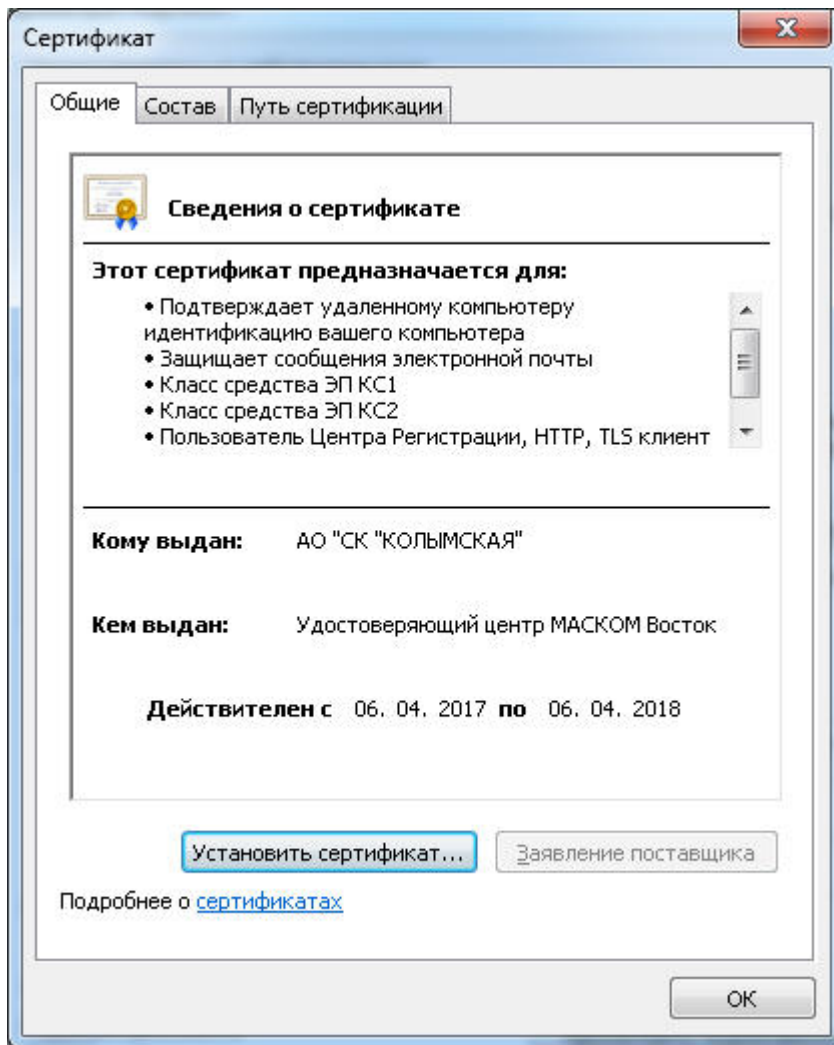 Сертификат
Общие Состав Путь сертификации
Сведения о сертификате
Этот сертификат предназначается для:
• Подтверждает удаленному компьютеру
идентификацию вашего компьютера
• Защищает сообщения электронной почты
• Класс средства ЭП КС1
• Класс средства ЭП КС2
• Пользователь Центра Регистрации, HTTP, TLS клиент
Кому выдан: АО "СК "КОЛЫМСКАЯ"
Кем выдан: Удостоверяющий центр МАСКОМ Восток
Действителен с 06. 04. 2017 по 06. 04. 2018
Установить сертификат... Заявление поставщика
Подробнее о сертификатах
ОК